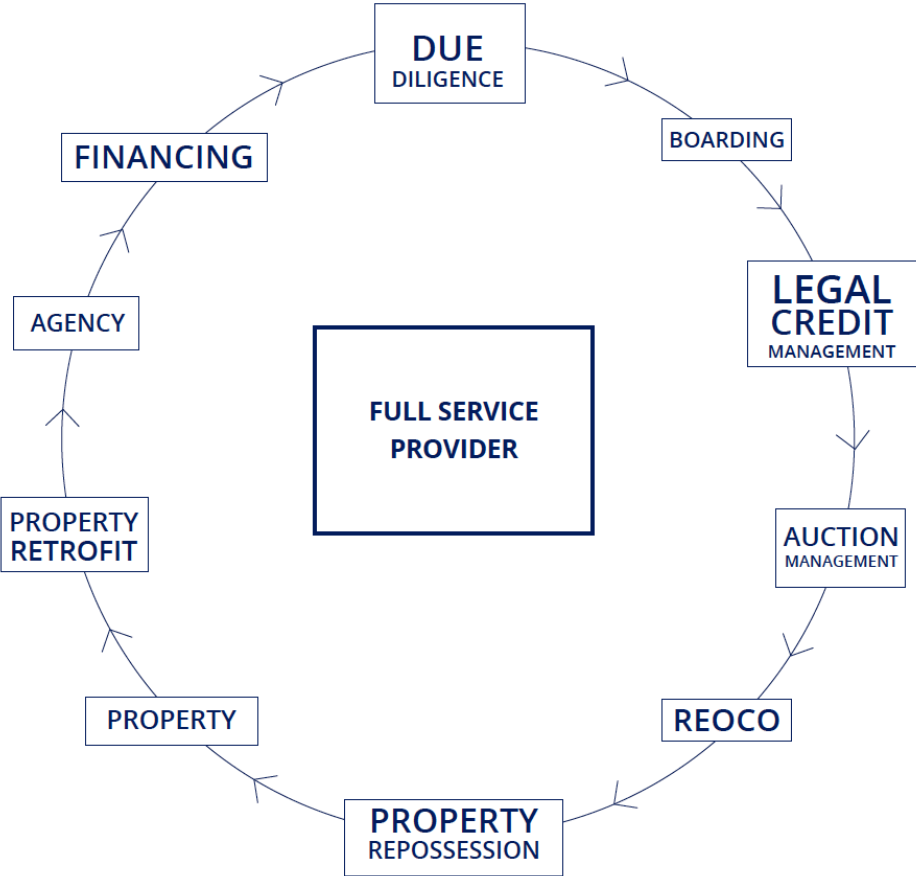 DUE
DILIGENCE
BOARDING
LEGAL
CREDIT
MANAGEMENT
AUCTION
MANAGEMENT
REOCO
PROPERTY
REPOSSESSION
PROPERTY
PROPERTY
RETROFIT
AGENCY
FINANCING
FULL SERVICE
PROVIDER